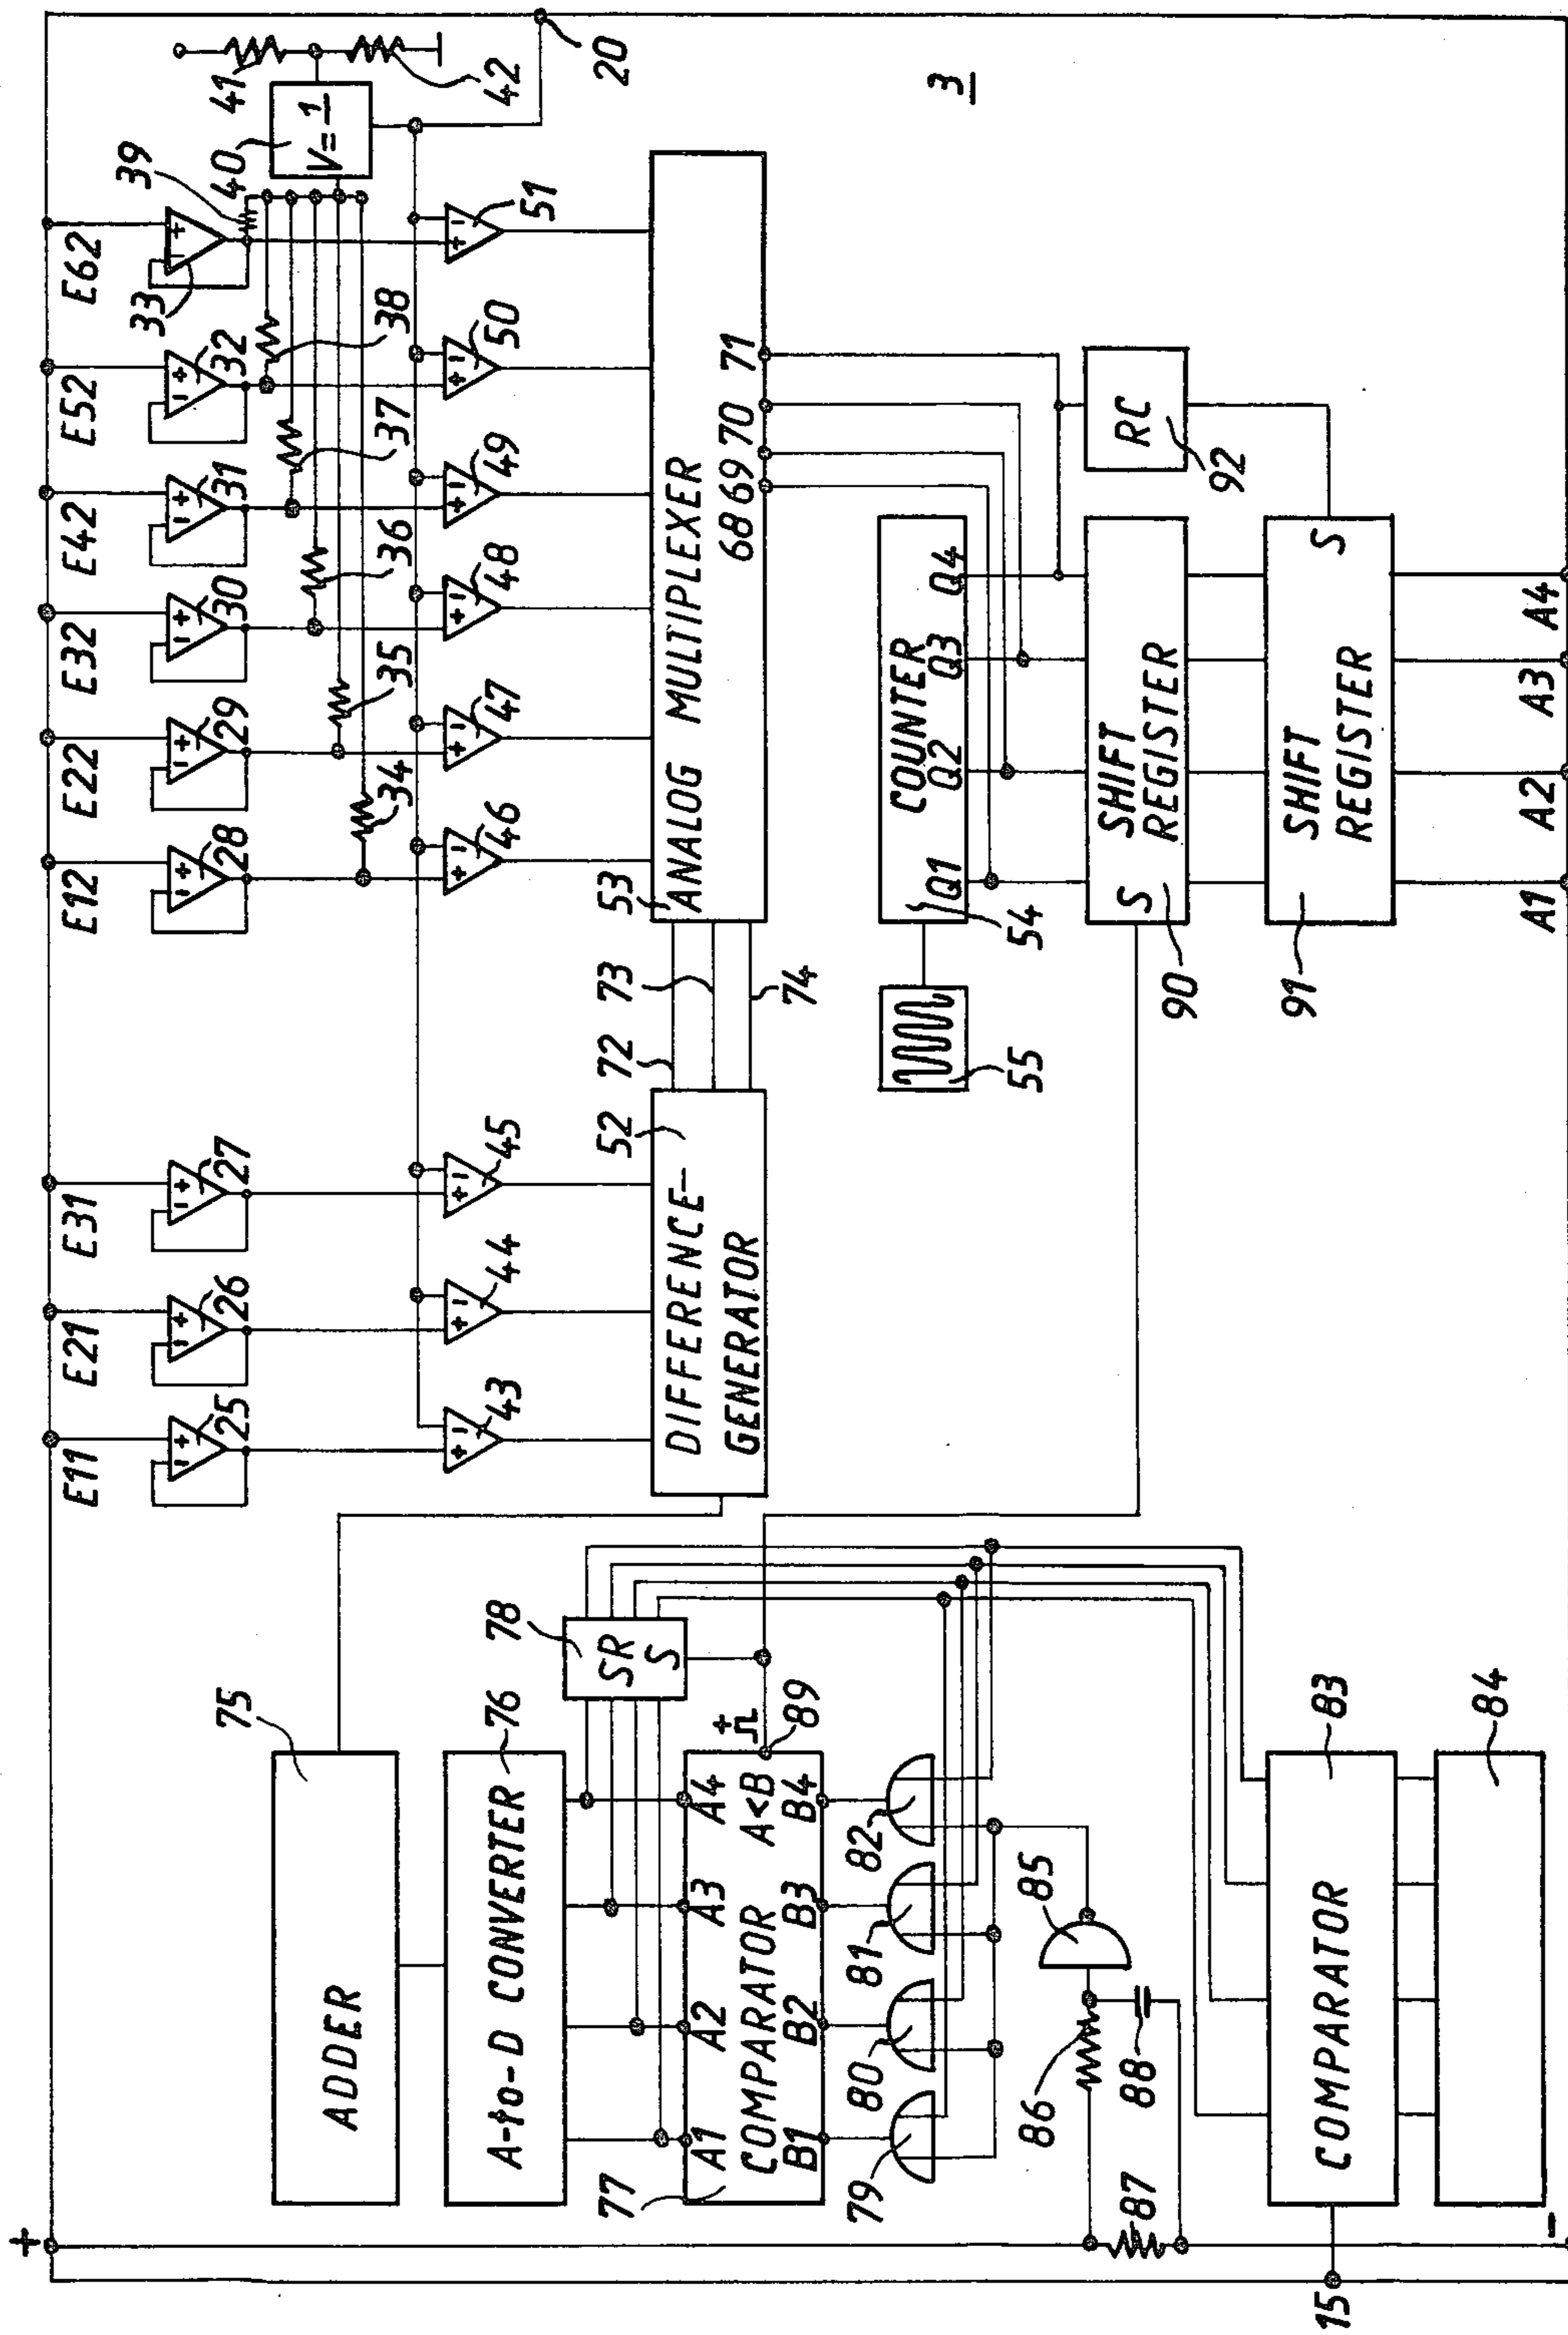 +
E11
E21
E31
E12
E22
E32
E42
E52
E62
39
41
33
40
V=1
42
20
3
- +
25
- +
26
- +
27
- +
28
- +
29
- +
30
- +
31
- +
32
- +
34
35
36
37
38
+ -
43
+ -
44
+ -
45
+ -
46
+ -
47
+ -
48
+ -
49
+ -
50
+ -
51
75
ADDER
52
DIFFERENCE-
GENERATOR
72
73
74
53
ANALOG MULTIPLEXER
68 69 70 71
76
A-to-D CONVERTER
78
SR
S
77
A1 A2 A3 A4
COMPARATOR A<B
B1 B2 B3 B4
+
89
79
80
81
82
85
86
87
88
55
54
COUNTER
Q1 Q2 Q3 Q4
RC
92
S
SHIFT
REGISTER
90
S
SHIFT
REGISTER
91
83
COMPARATOR
84
15
-
A1 A2 A3 A4